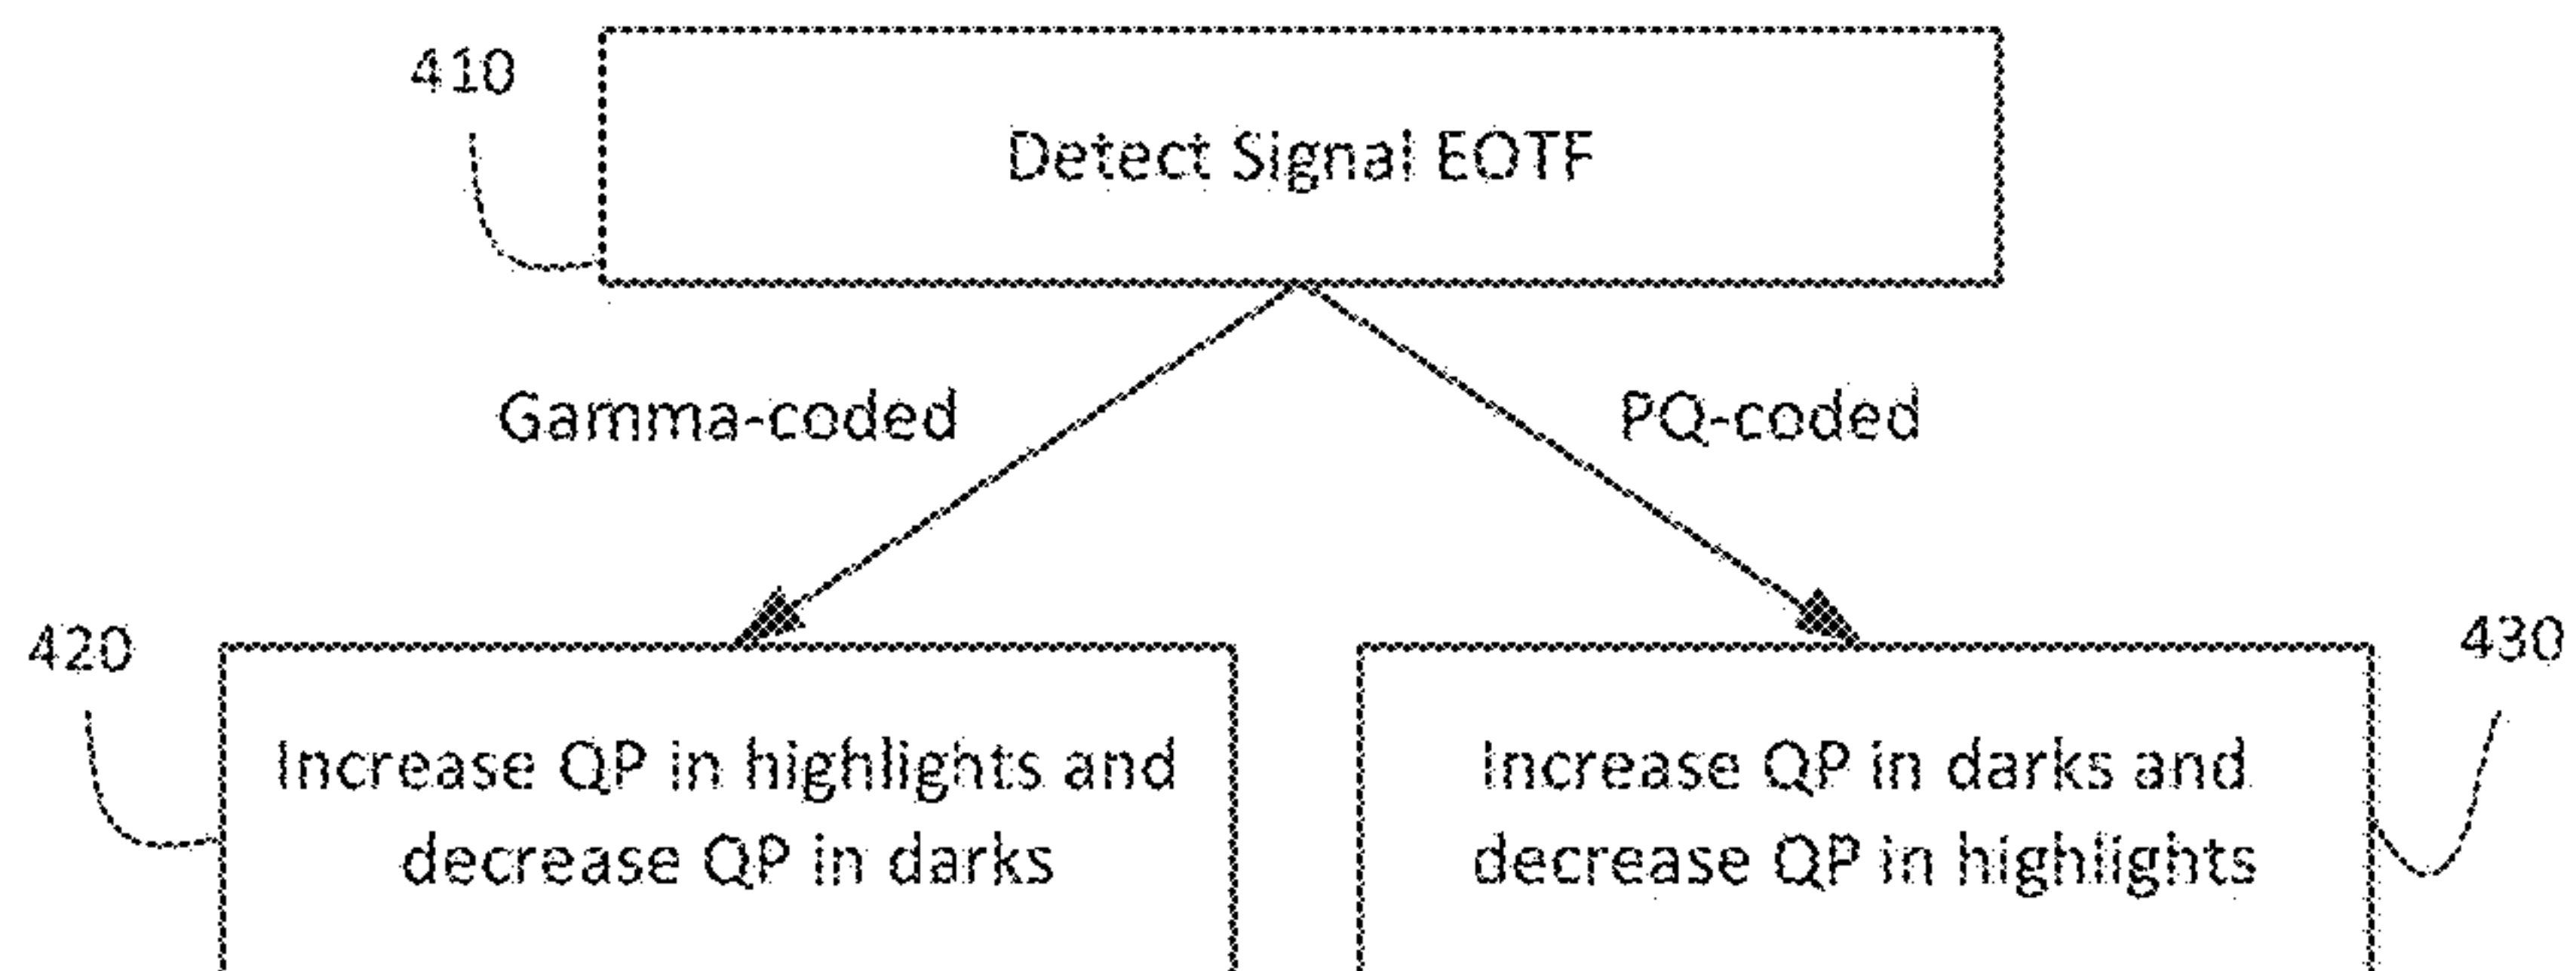 410
Detect Signal EOTF
Gamma-coded
PQ-coded
420
430
Increase QP in highlights and
decrease QP in darks
Increase QP in darks and
decrease QP in highlights